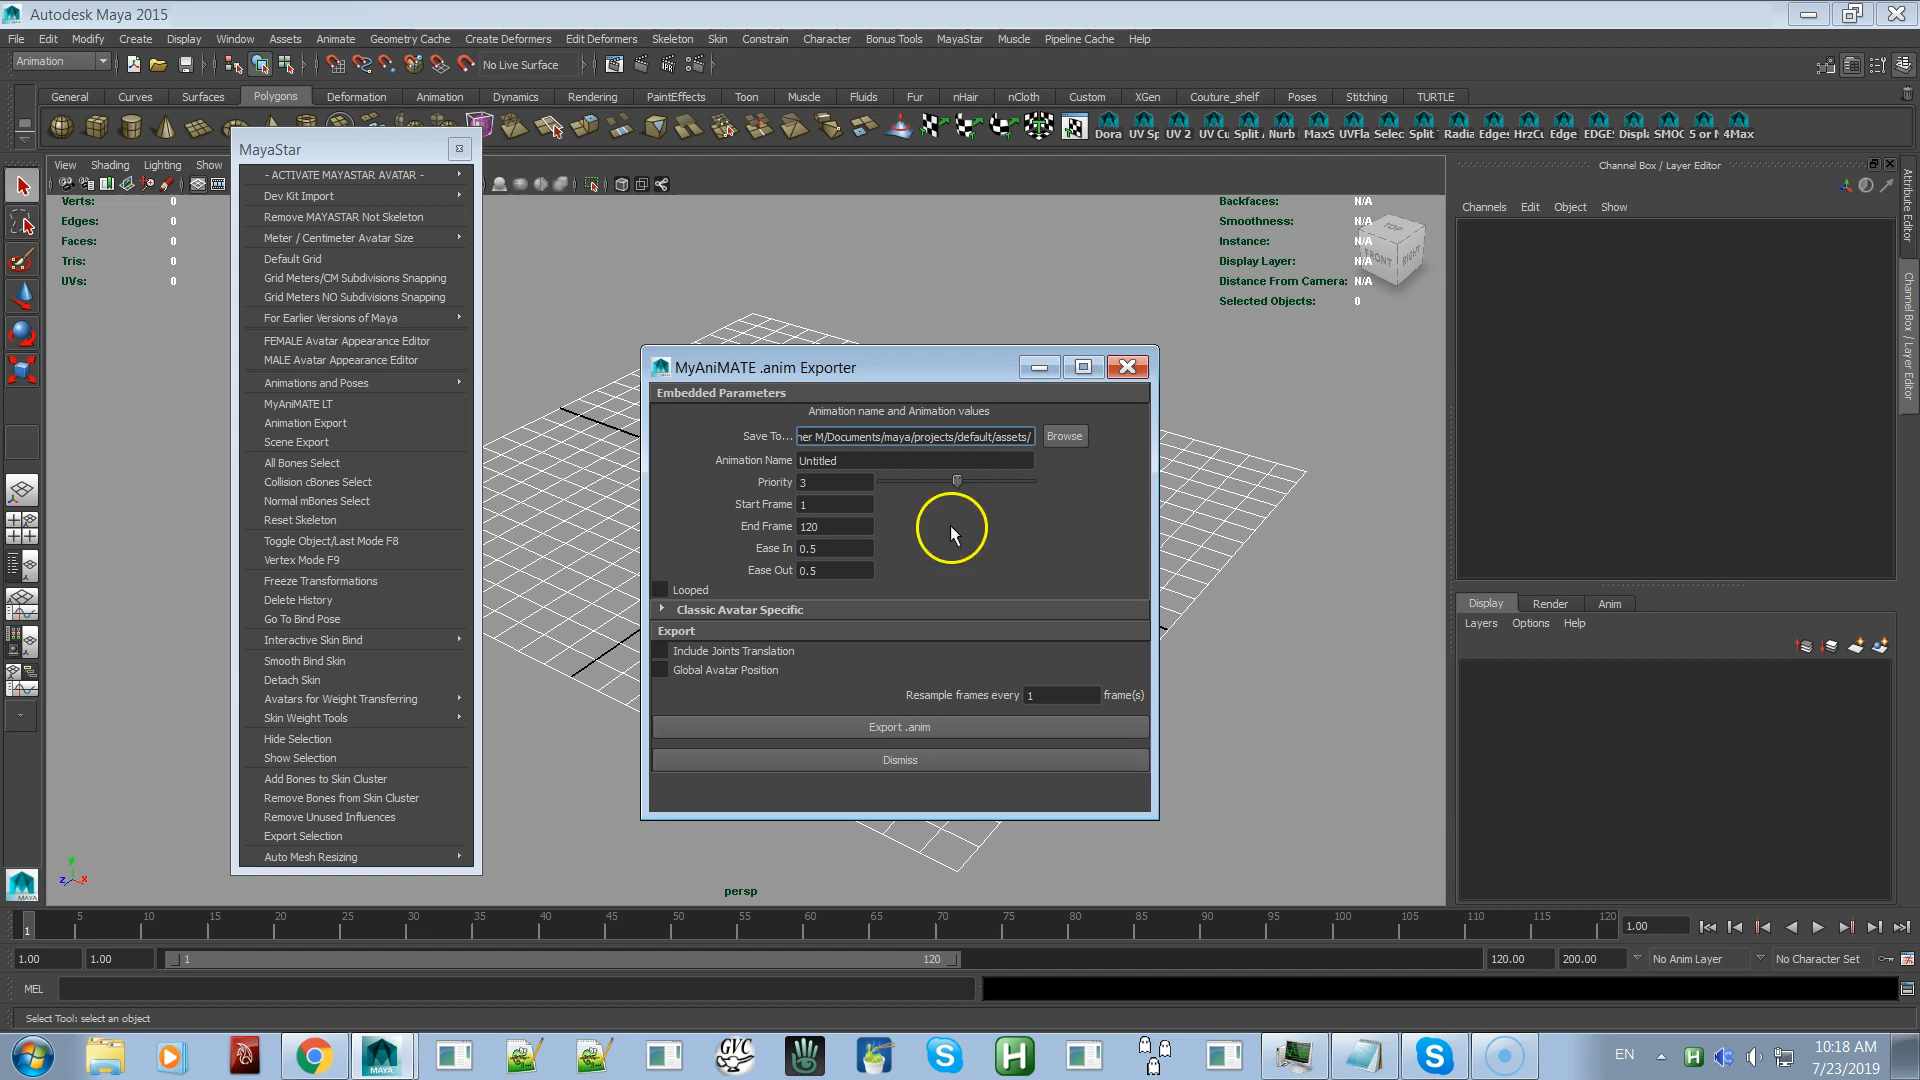 Autodesk Maya 2015
File Edit Modify Create Display Window Assets Animate Geometry Cache Create Deformers Edit Deformers Skeleton Skin Constrain Character Bonus Tools MayaStar Muscle Pipeline Cache Help
Animation No Live Surface
General Curves Surfaces Polygons Deformation Animation Dynamics Rendering PaintEffects Toon Muscle Fluids Fur nHair nCloth Custom XGen Couture_shelf Poses Stitching TURTLE
Dora UV Sp UV 2 UV Cu Split Nurb MaxS UVFla Selec Split Radia Edges HrzCu Edge EDGE Displ SMOC 5 or 4Max
View Shading Lighting Show
Channel Box / Layer Editor
Channels Edit Object Show
Attribute Editor
Channel Box / Layer Editor
Verts: 0
Edges: 0
Faces: 0
Tris: 0
UVs: 0
Backfaces: N/A
Smoothness: N/A
Instance: N/A
Display Layer: N/A
Distance From Camera: N/A
Selected Objects: 0
TOP
FRONT
RIGHT
MayaStar
- ACTIVATE MAYASTAR AVATAR -
Dev Kit Import
Remove MAYASTAR Not Skeleton
Meter / Centimeter Avatar Size
Default Grid
Grid Meters/CM Subdivisions Snapping
Grid Meters NO Subdivisions Snapping
For Earlier Versions of Maya
FEMALE Avatar Appearance Editor
MALE Avatar Appearance Editor
Animations and Poses
MyAniMATE LT
Animation Export
Scene Export
All Bones Select
Collision cBones Select
Normal mBones Select
Reset Skeleton
Toggle Object/Last Mode F8
Vertex Mode F9
Freeze Transformations
Delete History
Go To Bind Pose
Interactive Skin Bind
Smooth Bind Skin
Detach Skin
Avatars for Weight Transferring
Skin Weight Tools
Hide Selection
Show Selection
Add Bones to Skin Cluster
Remove Bones from Skin Cluster
Remove Unused Influences
Export Selection
Auto Mesh Resizing
MyAniMATE .anim Exporter
Embedded Parameters
Animation name and Animation values
Save To... her M/Documents/maya/projects/default/assets/ Browse
Animation Name Untitled
Priority 3
Start Frame 1
End Frame 120
Ease In 0.5
Ease Out 0.5
Looped
Classic Avatar Specific
Export
Include Joints Translation
Global Avatar Position
Resample frames every 1 frame(s)
Export .anim
Dismiss
Display Render Anim
Layers Options Help
y
z x
persp
5 10 15 20 25 30 35 40 45 50 55 60 65 70 75 80 85 90 95 100 105 110 115 120
1 1.00
1.00 1.00 1 120 120.00 200.00 No Anim Layer No Character Set
MEL
Select Tool: select an object
MAYA GVC H S EN 10:18 AM
7/23/2019